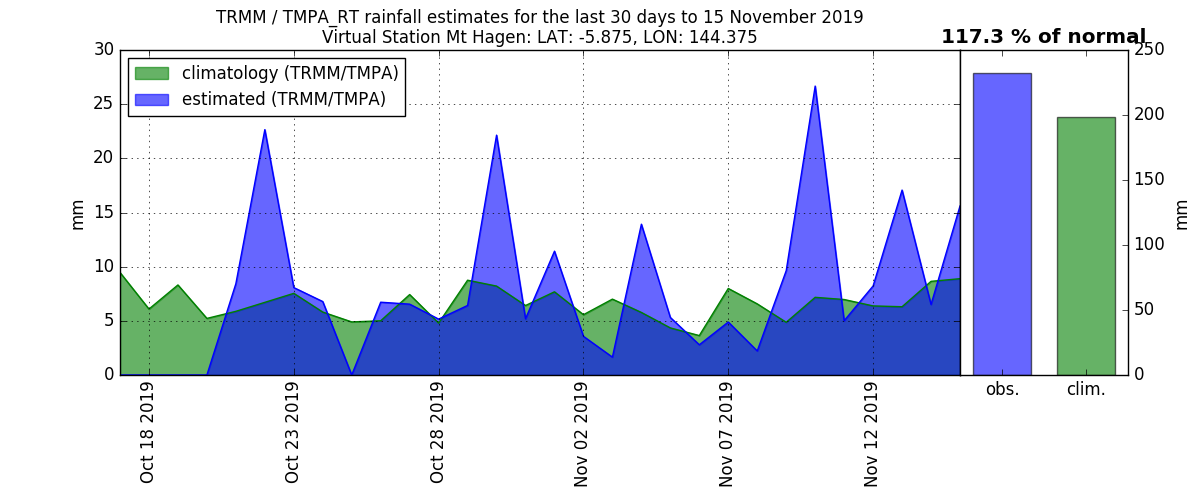 TRMM / TMPA_RT rainfall estimates for the last 30 days to 15 November 2019
Virtual Station Mt Hagen: LAT: -5.875, LON: 144.375
117.3 % of normal
climatology (TRMM/TMPA)
estimated (TRMM/TMPA)
30
25
20
15
10
5
0
mm
250
200
150
100
50
0
mm
obs.
clim.
Oct 18 2019
Oct 23 2019
Oct 28 2019
Nov 02 2019
Nov 07 2019
Nov 12 2019